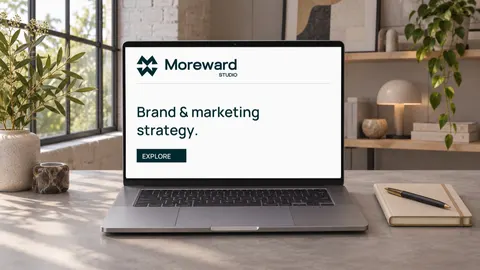 Moreward
STUDIO
Brand & marketing
strategy.
EXPLORE